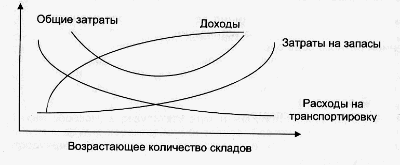 Общие затраты
Доходы
Затраты на запасы
Расходы на
транспортировку
Возрастающее количество складов